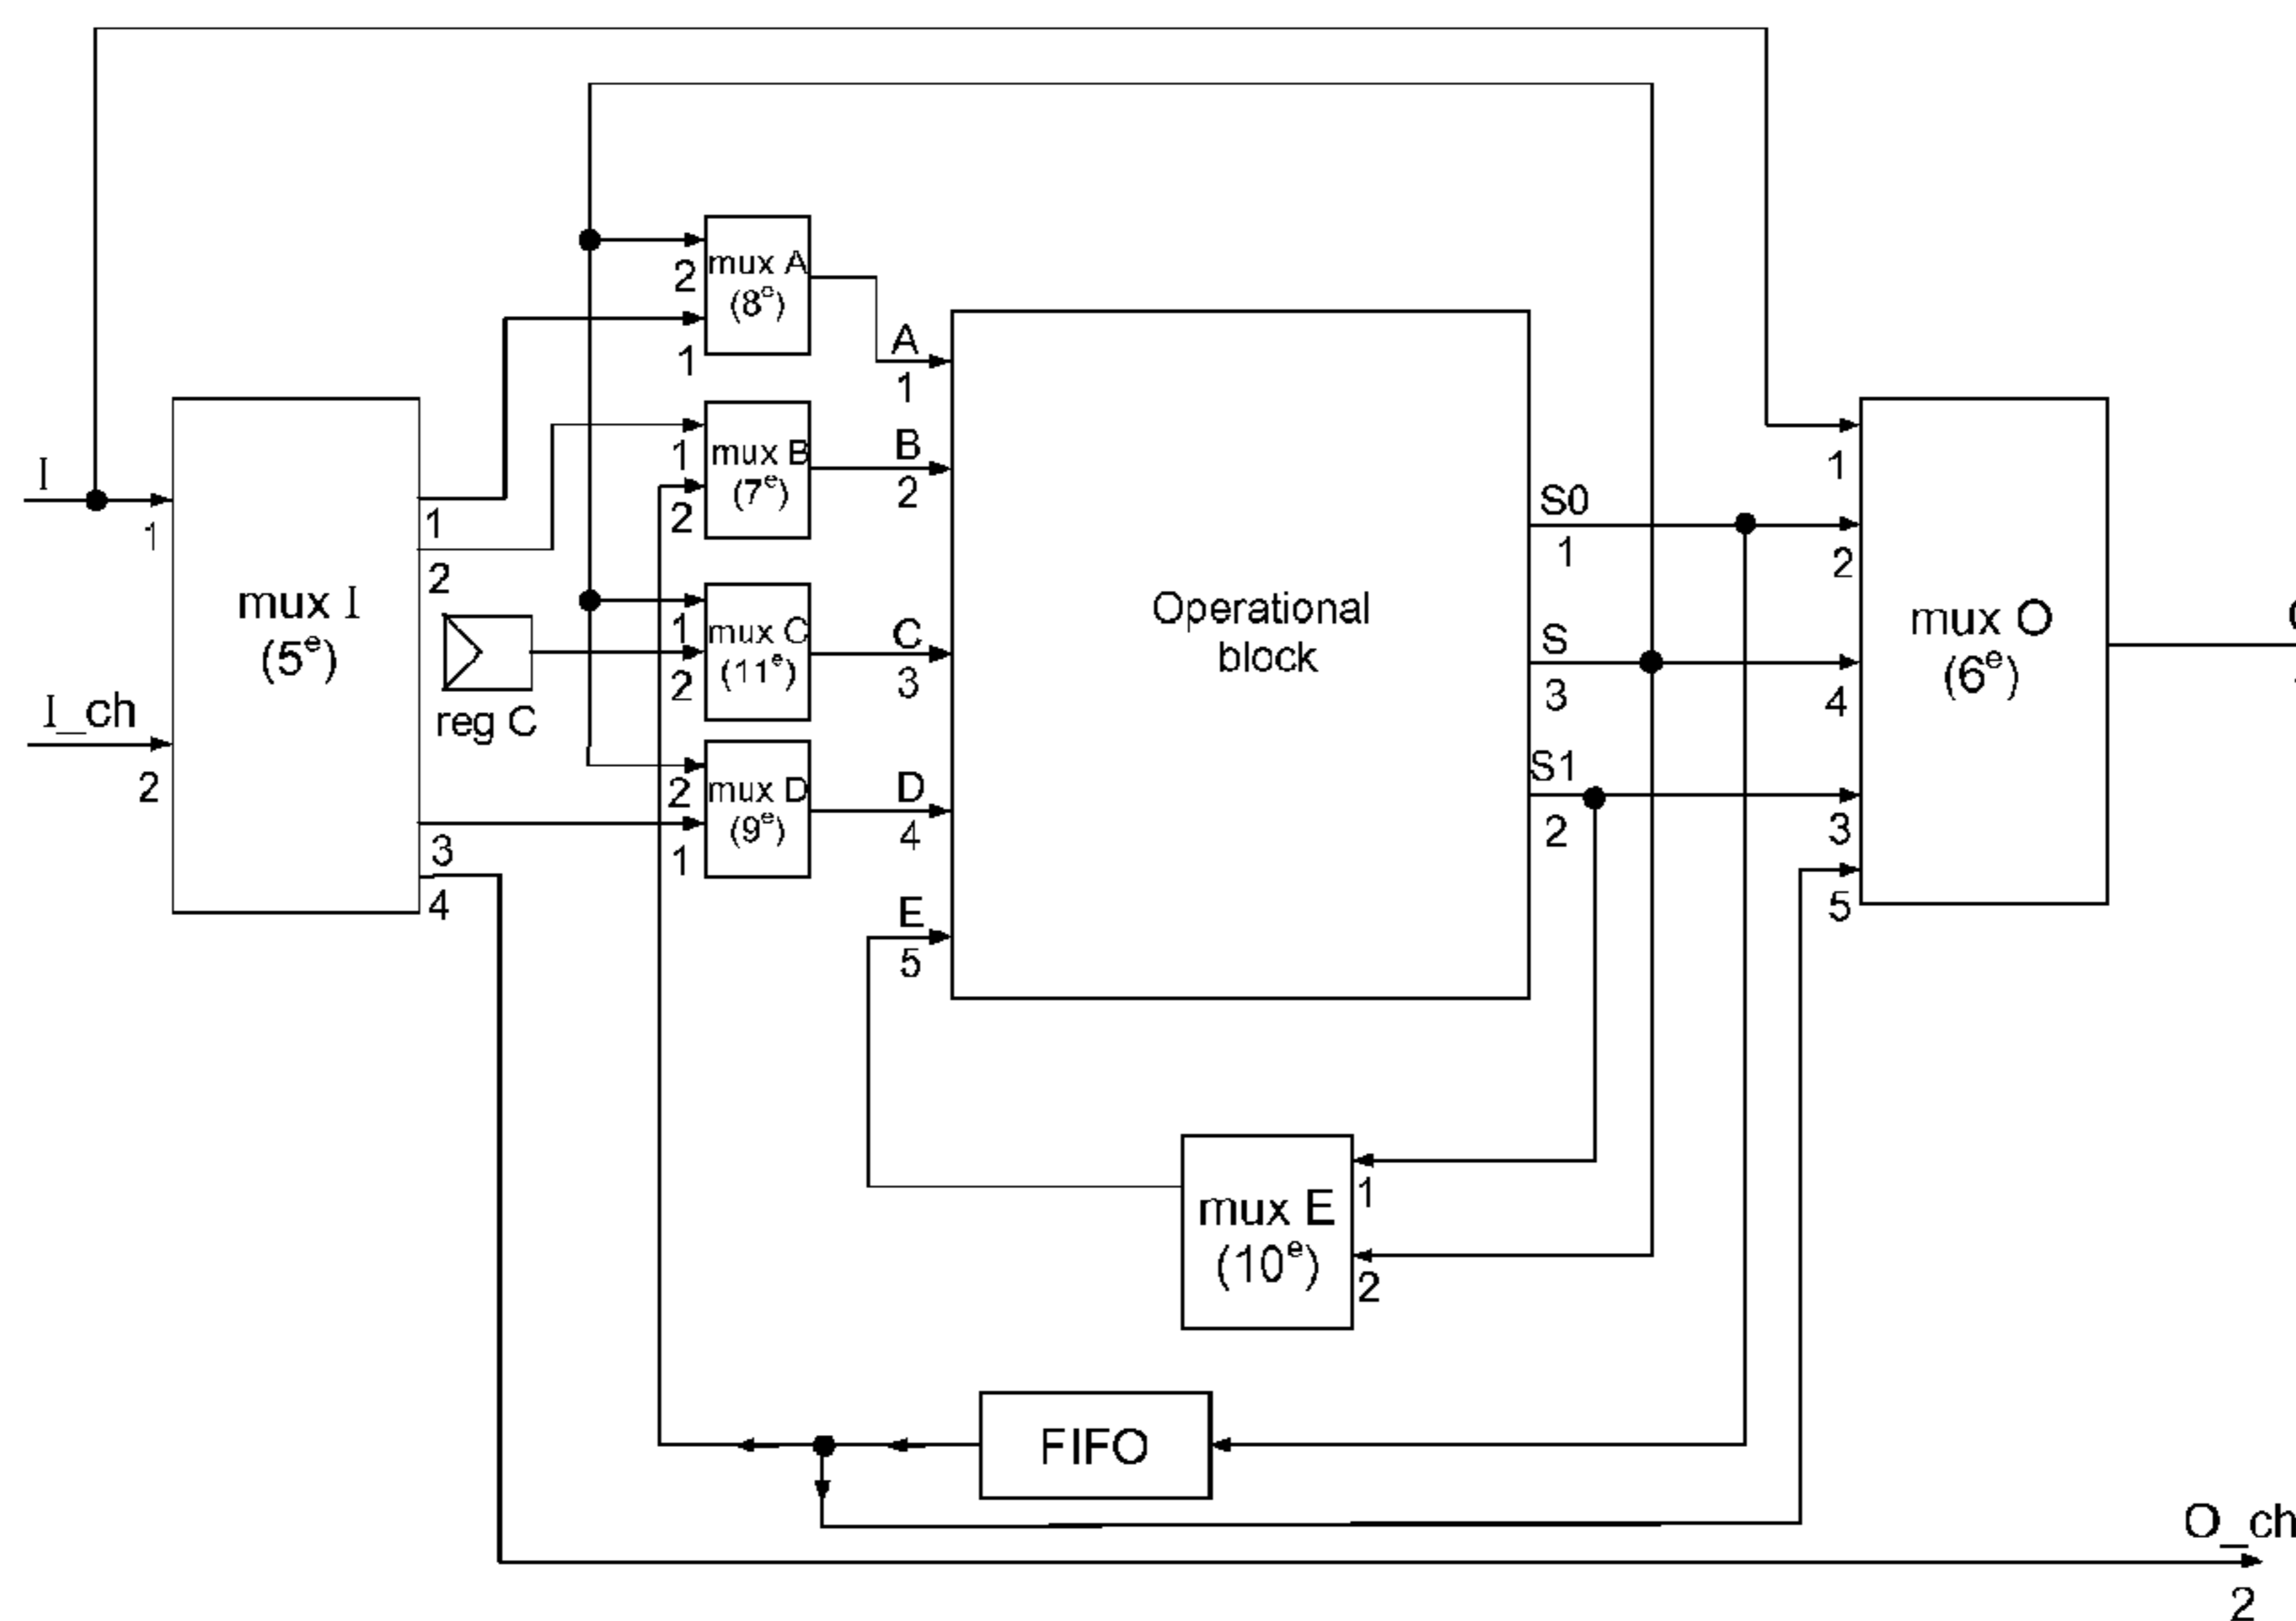 I
1
I_ch
2
mux I
(5ᵉ)
1
2
3
4
reg C
2
mux A
(8ᵉ)
1
1
mux B
(7ᵉ)
2
1
mux C
(11ᵉ)
2
2
mux D
(9ᵉ)
1
A
1
B
2
C
3
D
4
E
5
Operational
block
S0
1
S
3
S1
2
1
2
4
3
5
mux O
(6ᵉ)
mux E
(10ᵉ)
1
2
FIFO
O_ch
2